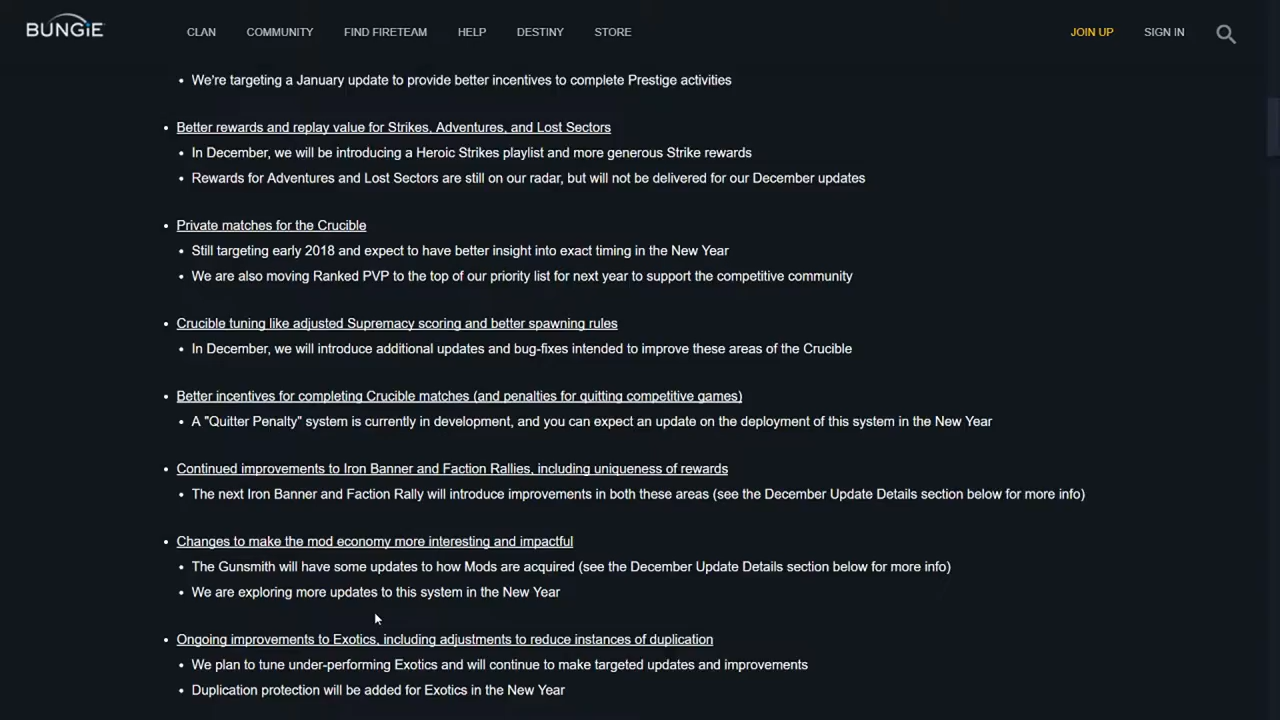 BUNGiE CLAN COMMUNITY FIND FIRETEAM HELP DESTINY STORE JOIN UP SIGN IN
• We're targeting a January update to provide better incentives to complete Prestige activities
• Better rewards and replay value for Strikes, Adventures, and Lost Sectors
• In December, we will be introducing a Heroic Strikes playlist and more generous Strike rewards
• Rewards for Adventures and Lost Sectors are still on our radar, but will not be delivered for our December updates
• Private matches for the Crucible
• Still targeting early 2018 and expect to have better insight into exact timing in the New Year
• We are also moving Ranked PVP to the top of our priority list for next year to support the competitive community
• Crucible tuning like adjusted Supremacy scoring and better spawning rules
• In December, we will introduce additional updates and bug-fixes intended to improve these areas of the Crucible
• Better incentives for completing Crucible matches (and penalties for quitting competitive games)
• A "Quitter Penalty" system is currently in development, and you can expect an update on the deployment of this system in the New Year
• Continued improvements to Iron Banner and Faction Rallies, including uniqueness of rewards
• The next Iron Banner and Faction Rally will introduce improvements in both these areas (see the December Update Details section below for more info)
• Changes to make the mod economy more interesting and impactful
• The Gunsmith will have some updates to how Mods are acquired (see the December Update Details section below for more info)
• We are exploring more updates to this system in the New Year
• Ongoing improvements to Exotics, including adjustments to reduce instances of duplication
• We plan to tune under-performing Exotics and will continue to make targeted updates and improvements
• Duplication protection will be added for Exotics in the New Year